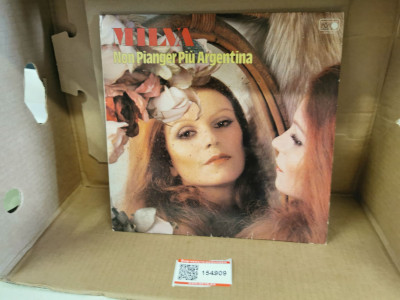 MILVA
Non Pianger Più Argentina
154809